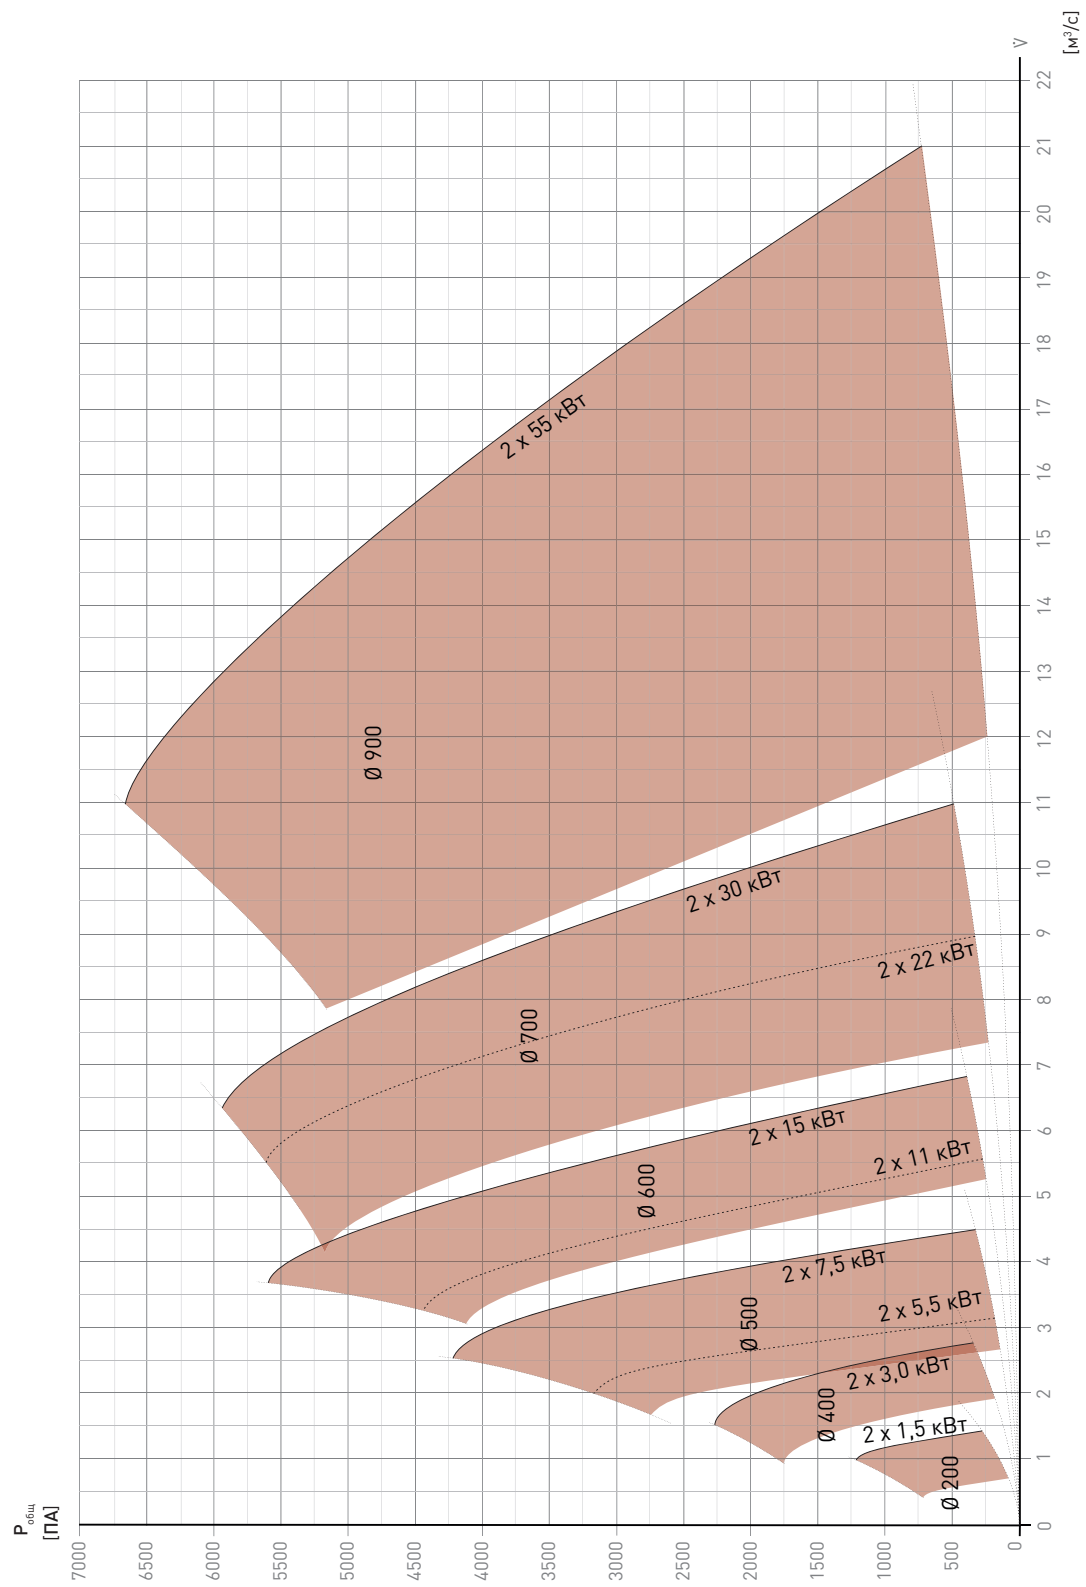 V̇
[м³/с]
22
21
20
19
18
17
16
15
14
13
12
11
10
9
8
7
6
5
4
3
2
1
0
2 x 55 кВт
Ø 900
2 x 30 кВт
2 x 22 кВт
Ø 700
2 x 15 кВт
2 x 11 кВт
Ø 600
2 x 7,5 кВт
2 x 5,5 кВт
Ø 500
2 x 3,0 кВт
Ø 400
2 x 1,5 кВт
Ø 200
Pобщ
[ПА]
7000
6500
6000
5500
5000
4500
4000
3500
3000
2500
2000
1500
1000
500
0